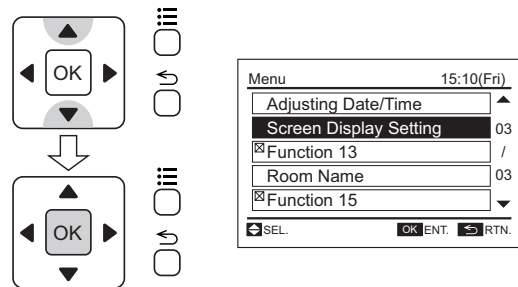 OK
OK
Menu 15:10(Fri)
Adjusting Date/Time
Screen Display Setting
Function 13
Room Name
Function 15
03
/
03
SEL. OK ENT. RTN.